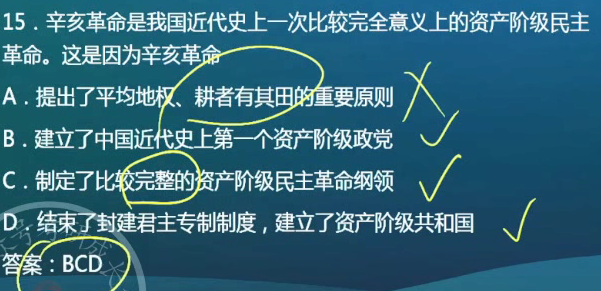 15．辛亥革命是我国近代史上一次比较完全意义上的资产阶级民主
革命。这是因为辛亥革命
A．提出了平均地权、耕者有其田的重要原则
B．建立了中国近代史上第一个资产阶级政党
C．制定了比较完整的资产阶级民主革命纲领
D．结束了封建君主专制制度，建立了资产阶级共和国
答案：BCD